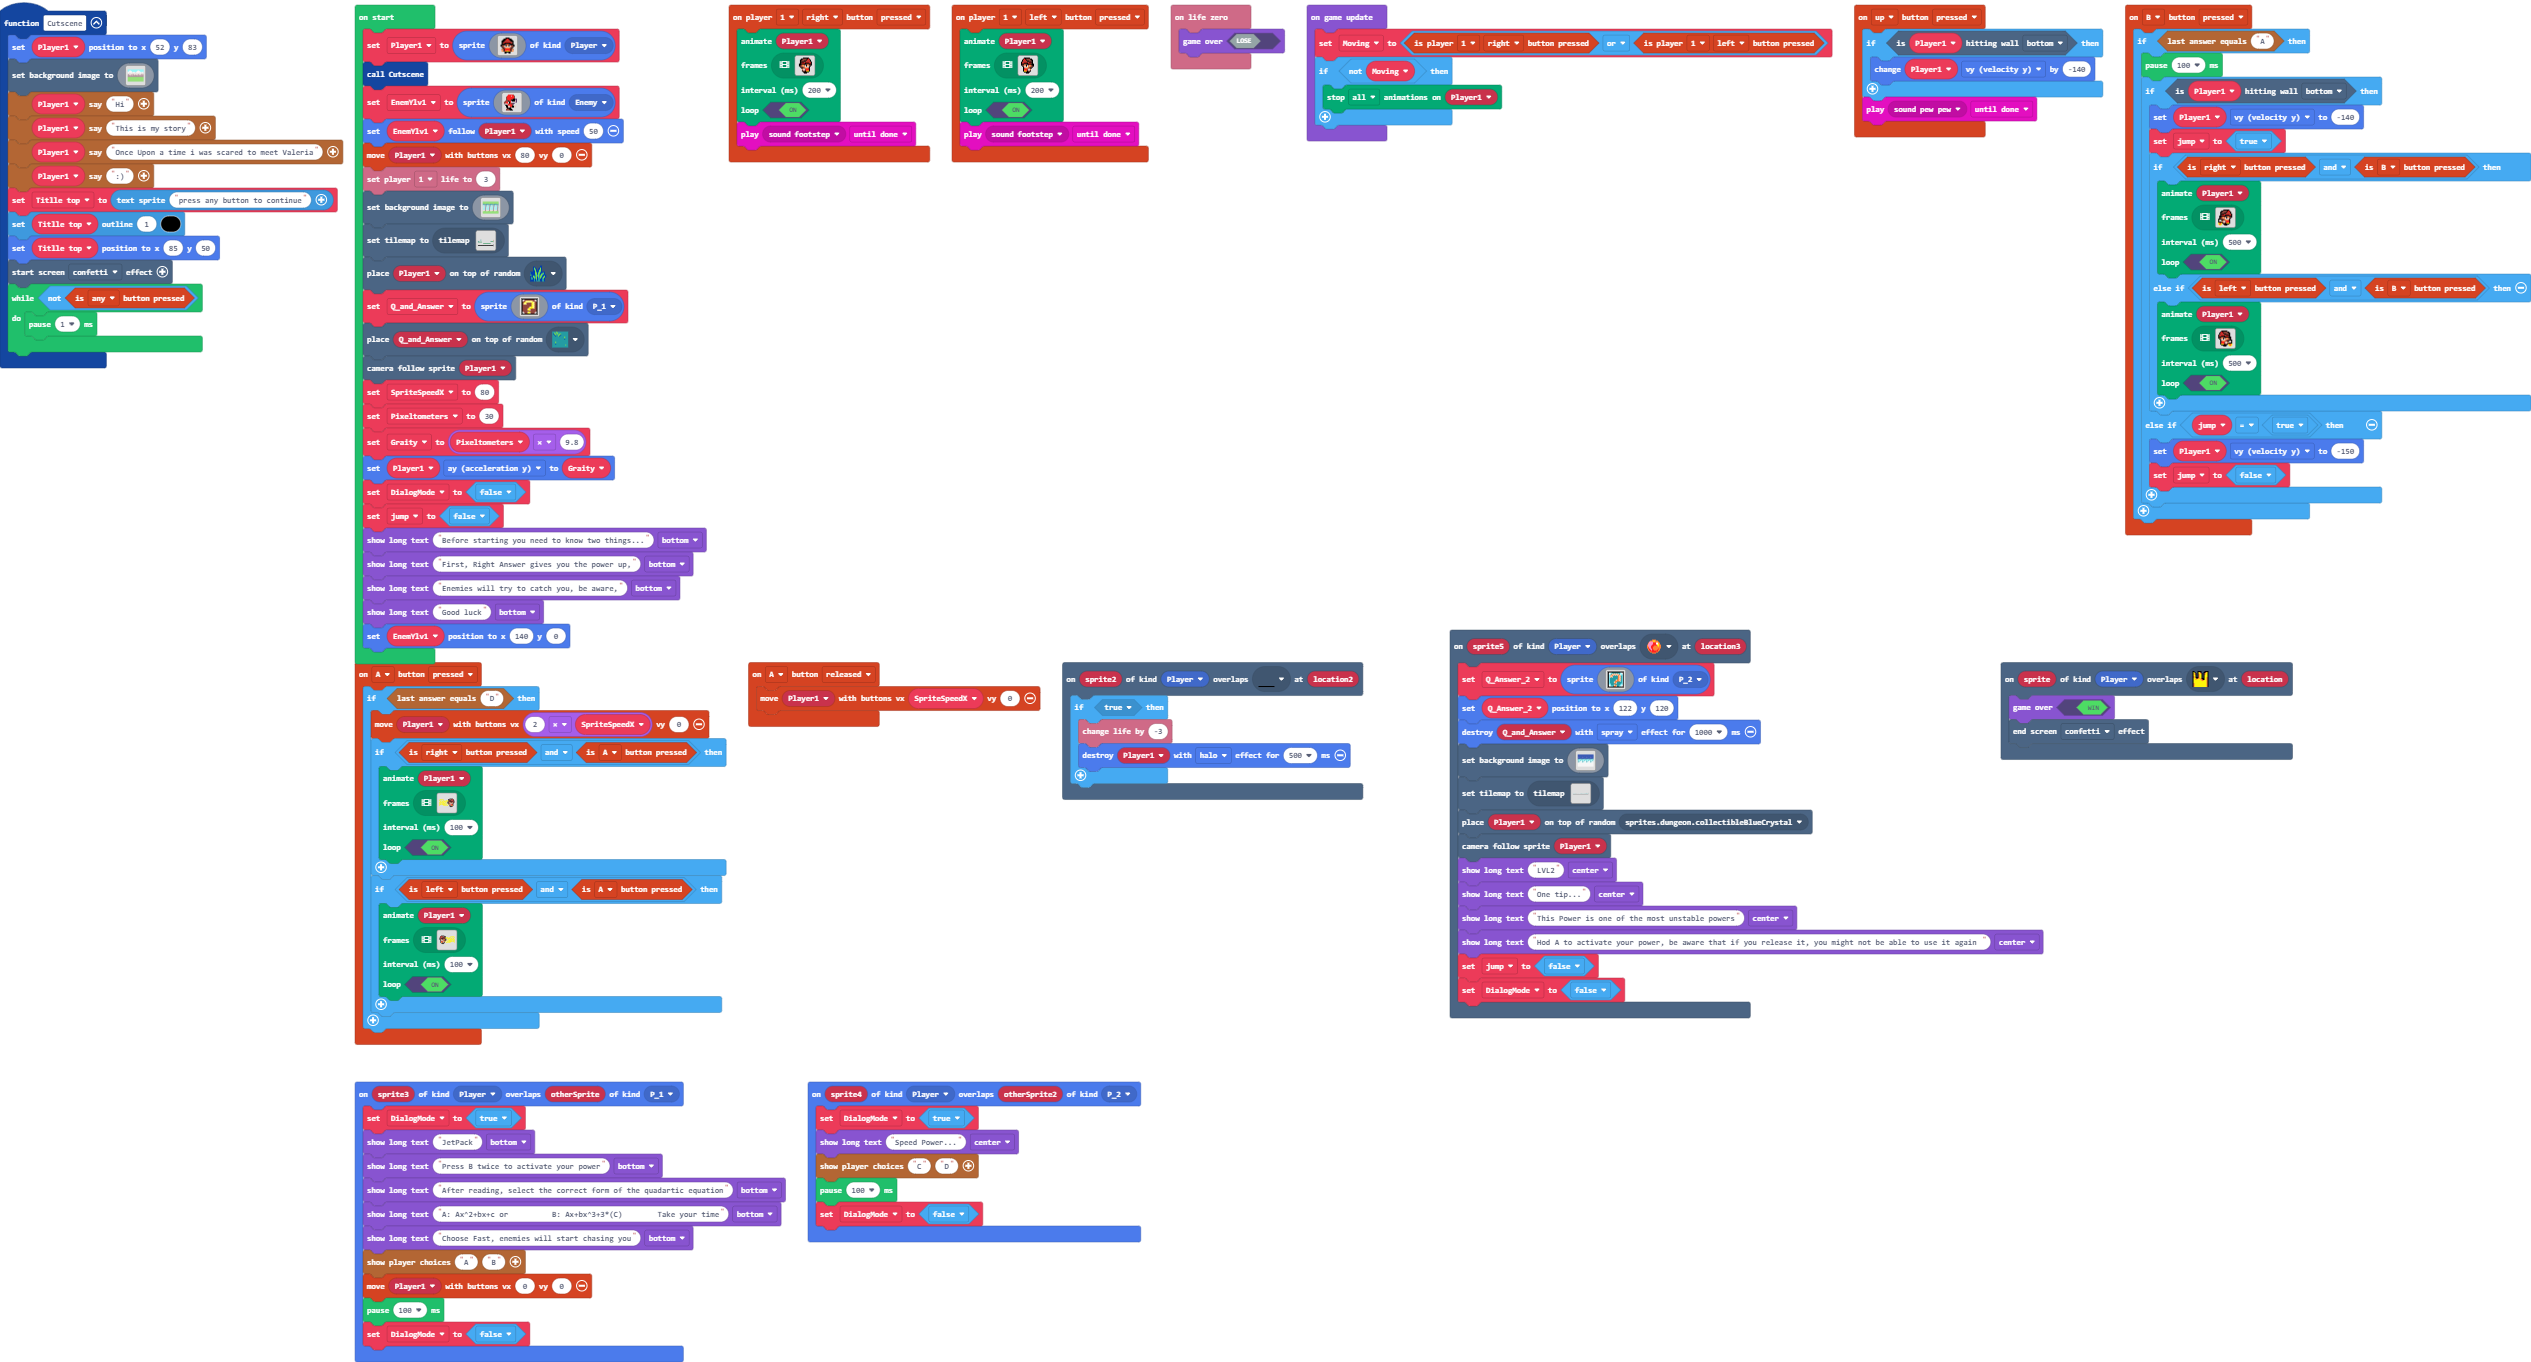 function Cutscene
set Player1 position to x 52 y 83
set background image to
Player1 say "Hi"
Player1 say "This is my story"
Player1 say "Once Upon a time i was scared to meet Valeria"
Player1 say ":)"
set Titlle top to text sprite "press any button to continue"
set Titlle top outline 1
set Titlle top position to x 85 y 50
start screen confetti effect
while not is any button pressed
do
pause 1 ms
on start
set Player1 to sprite of kind Player
call Cutscene
set EnemYlv1 to sprite of kind Enemy
set EnemYlv1 follow Player1 with speed 50
move Player1 with buttons vx 80 vy 0
set player 1 life to 3
set background image to
set tilemap to tilemap
place Player1 on top of random
set Q_and_Answer to sprite of kind P_1
place Q_and_Answer on top of random
camera follow sprite Player1
set SpriteSpeedX to 80
set Pixeltometers to 30
set Graity to Pixeltometers × 9.8
set Player1 ay (acceleration y) to Graity
set DialogMode to false
set jump to false
show long text "Before starting you need to know two things..." bottom
show long text "First, Right Answer gives you the power up," bottom
show long text "Enemies will try to catch you, be aware," bottom
show long text "Good luck" bottom
set EnemYlv1 position to x 140 y 0
on player 1 right button pressed
animate Player1
frames
interval (ms) 200
loop ON
play sound footstep until done
on player 1 left button pressed
animate Player1
frames
interval (ms) 200
loop ON
play sound footstep until done
on life zero
game over LOSE
on game update
set Moving to is player 1 right button pressed or is player 1 left button pressed
if not Moving then
stop all animations on Player1
on up button pressed
if is Player1 hitting wall bottom then
change Player1 vy (velocity y) by -140
play sound pew pew until done
on B button pressed
if last answer equals "A" then
pause 100 ms
if is Player1 hitting wall bottom then
set Player1 vy (velocity y) to -140
set jump to true
if is right button pressed and is B button pressed then
animate Player1
frames
interval (ms) 500
loop ON
else if is left button pressed and is B button pressed then
animate Player1
frames
interval (ms) 500
loop ON
else if jump = true then
set Player1 vy (velocity y) to -150
set jump to false
on A button pressed
if last answer equals "D" then
move Player1 with buttons vx 2 × SpriteSpeedX vy 0
if is right button pressed and is A button pressed then
animate Player1
frames
interval (ms) 100
loop ON
if is left button pressed and is A button pressed then
animate Player1
frames
interval (ms) 100
loop ON
on A button released
move Player1 with buttons vx SpriteSpeedX vy 0
on sprite2 of kind Player overlaps at location2
if true then
change life by -3
destroy Player1 with halo effect for 500 ms
on sprite5 of kind Player overlaps at location3
set Q_Answer_2 to sprite of kind P_2
set Q_Answer_2 position to x 122 y 120
destroy Q_and_Answer with spray effect for 1000 ms
set background image to
set tilemap to tilemap
place Player1 on top of random sprites.dungeon.collectibleBlueCrystal
camera follow sprite Player1
show long text "LVL2" center
show long text "One tip..." center
show long text "This Power is one of the most unstable powers" center
show long text "Hod A to activate your power, be aware that if you release it, you might not be able to use it again" center
set jump to false
set DialogMode to false
on sprite of kind Player overlaps at location
game over WIN
end screen confetti effect
on sprite3 of kind Player overlaps otherSprite of kind P_1
set DialogMode to true
show long text "JetPack" bottom
show long text "Press B twice to activate your power" bottom
show long text "After reading, select the correct form of the quadartic equation" bottom
show long text "A: Ax^2+bx+c or B: Ax+bx^3+3*(C) Take your time" bottom
show long text "Choose Fast, enemies will start chasing you" bottom
show player choices "A" "B"
move Player1 with buttons vx 0 vy 0
pause 100 ms
set DialogMode to false
on sprite4 of kind Player overlaps otherSprite2 of kind P_2
set DialogMode to true
show long text "Speed Power..." center
show player choices "C" "D"
pause 100 ms
set DialogMode to false